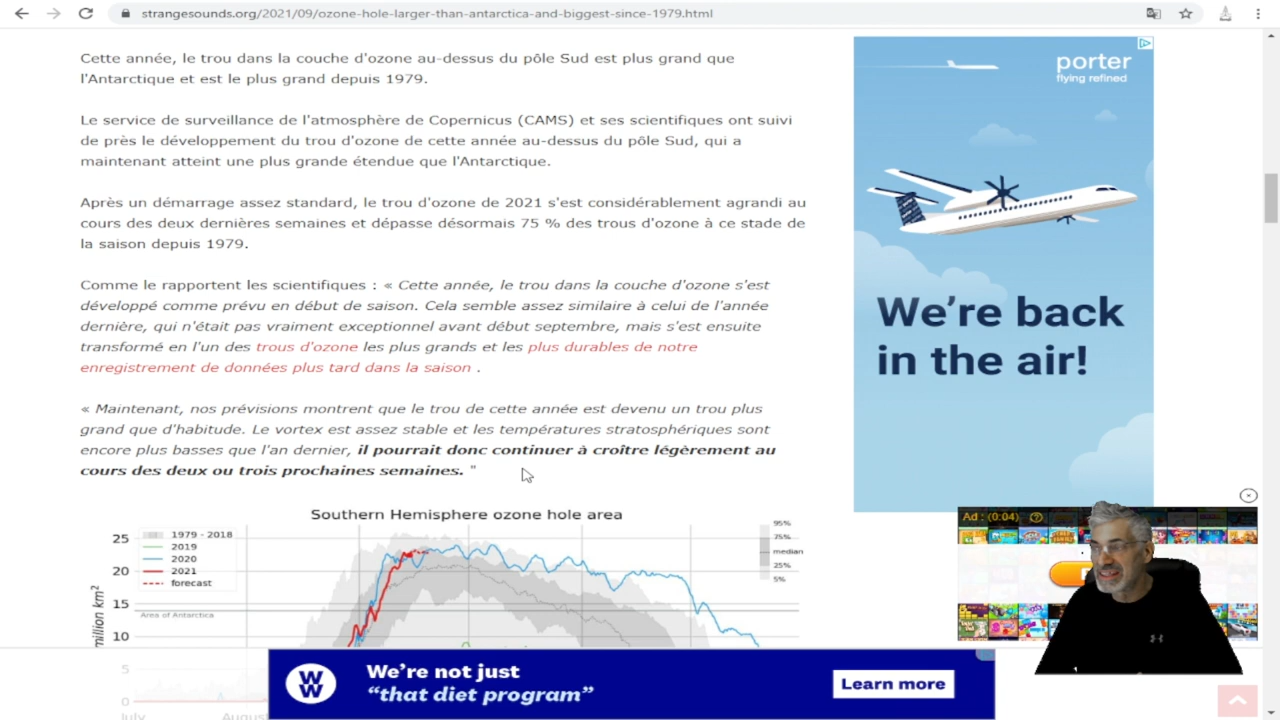 strangesounds.org/2021/09/ozone-hole-larger-than-antarctica-and-biggest-since-1979.html
Cette année, le trou dans la couche d'ozone au-dessus du pôle Sud est plus grand que
l'Antarctique et est le plus grand depuis 1979.
Le service de surveillance de l'atmosphère de Copernicus (CAMS) et ses scientifiques ont suivi
de près le développement du trou d'ozone de cette année au-dessus du pôle Sud, qui a
maintenant atteint une plus grande étendue que l'Antarctique.
Après un démarrage assez standard, le trou d'ozone de 2021 s'est considérablement agrandi au
cours des deux dernières semaines et dépasse désormais 75 % des trous d'ozone à ce stade de
la saison depuis 1979.
Comme le rapportent les scientifiques : « Cette année, le trou dans la couche d'ozone s'est
développé comme prévu en début de saison. Cela semble assez similaire à celui de l'année
dernière, qui n'était pas vraiment exceptionnel avant début septembre, mais s'est ensuite
transformé en l'un des trous d'ozone les plus grands et les plus durables de notre
enregistrement de données plus tard dans la saison .
« Maintenant, nos prévisions montrent que le trou de cette année est devenu un trou plus
grand que d'habitude. Le vortex est assez stable et les températures stratosphériques sont
encore plus basses que l'an dernier, il pourrait donc continuer à croître légèrement au
cours des deux ou trois prochaines semaines. "
Southern Hemisphere ozone hole area
1979 - 2018
2019
2020
2021
forecast
95%
75%
median
25%
5%
25
20
15
10
5
0
million km²
Area of Antarctica
July
August
porter
flying refined
We're back
in the air!
Ad : (0:04)
W
W
We're not just
"that diet program"
Learn more